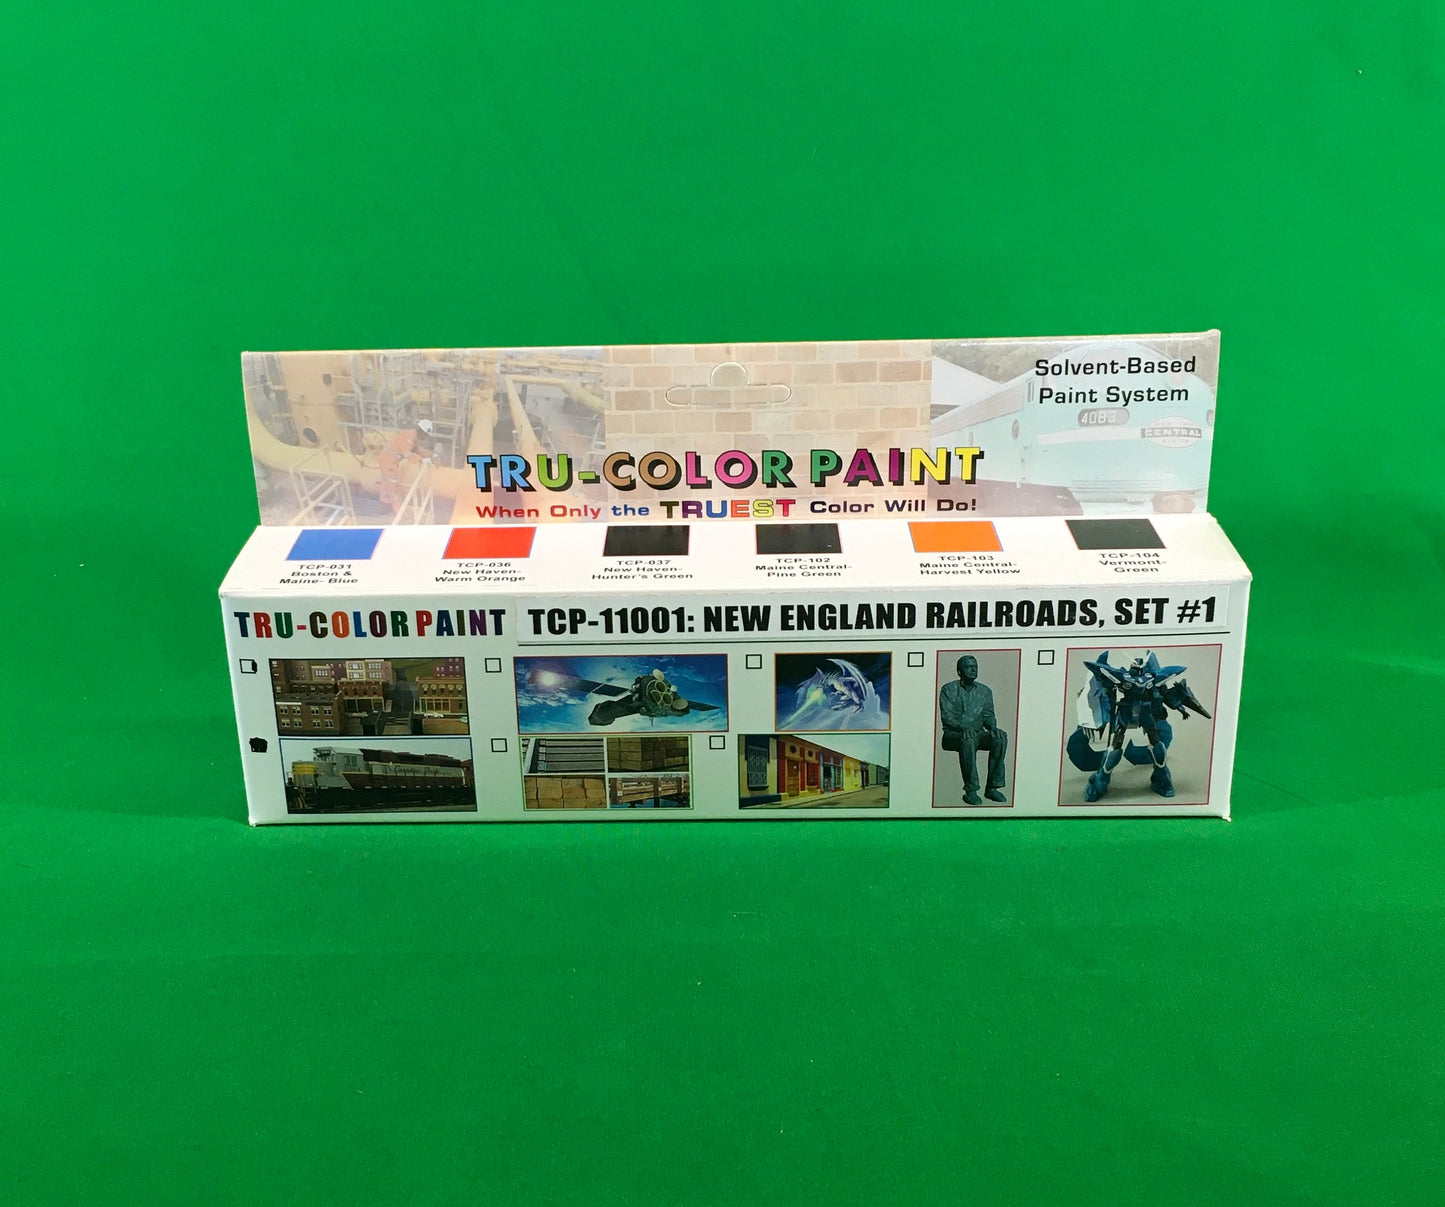 Solvent-Based
Paint System
4083
CENTRAL
TRU-COLOR PAINT
When Only the TRUEST Color Will Do!
TCP-031
Boston &
Maine- Blue
TCP-036
New Haven-
Warm Orange
TCP-037
New Haven-
Hunter's Green
TCP-102
Maine Central-
Pine Green
TCP-103
Maine Central-
Harvest Yellow
TCP-104
Vermont-
Green
TRU-COLOR PAINT
TCP-11001: NEW ENGLAND RAILROADS, SET #1